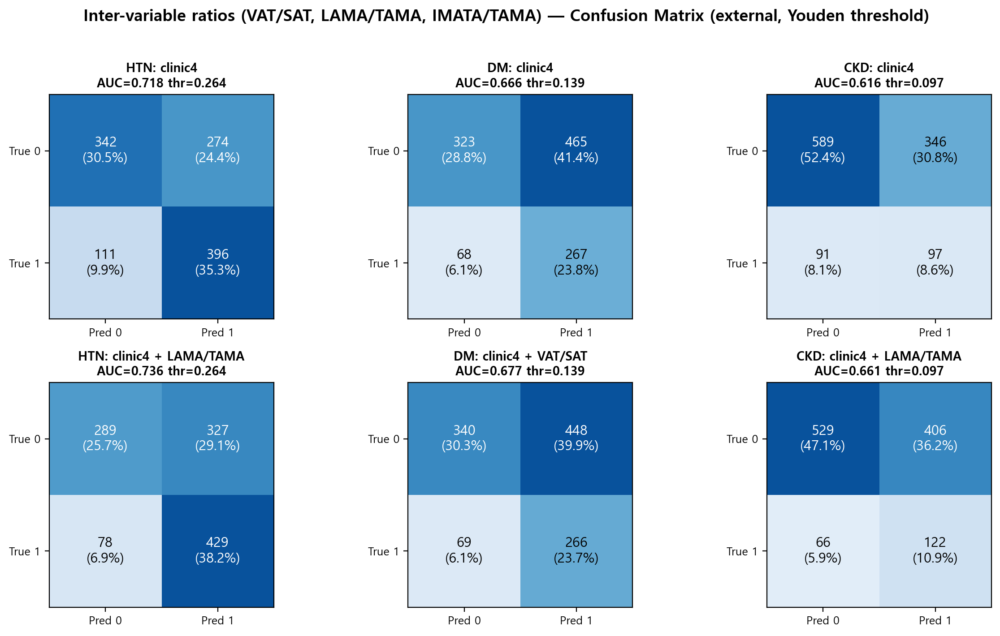 Inter-variable ratios (VAT/SAT, LAMA/TAMA, IMATA/TAMA) — Confusion Matrix (external, Youden threshold)
HTN: clinic4
AUC=0.718 thr=0.264
True 0
342
(30.5%)
274
(24.4%)
True 1
111
(9.9%)
396
(35.3%)
Pred 0
Pred 1
DM: clinic4
AUC=0.666 thr=0.139
True 0
323
(28.8%)
465
(41.4%)
True 1
68
(6.1%)
267
(23.8%)
Pred 0
Pred 1
CKD: clinic4
AUC=0.616 thr=0.097
True 0
589
(52.4%)
346
(30.8%)
True 1
91
(8.1%)
97
(8.6%)
Pred 0
Pred 1
HTN: clinic4 + LAMA/TAMA
AUC=0.736 thr=0.264
True 0
289
(25.7%)
327
(29.1%)
True 1
78
(6.9%)
429
(38.2%)
Pred 0
Pred 1
DM: clinic4 + VAT/SAT
AUC=0.677 thr=0.139
True 0
340
(30.3%)
448
(39.9%)
True 1
69
(6.1%)
266
(23.7%)
Pred 0
Pred 1
CKD: clinic4 + LAMA/TAMA
AUC=0.661 thr=0.097
True 0
529
(47.1%)
406
(36.2%)
True 1
66
(5.9%)
122
(10.9%)
Pred 0
Pred 1